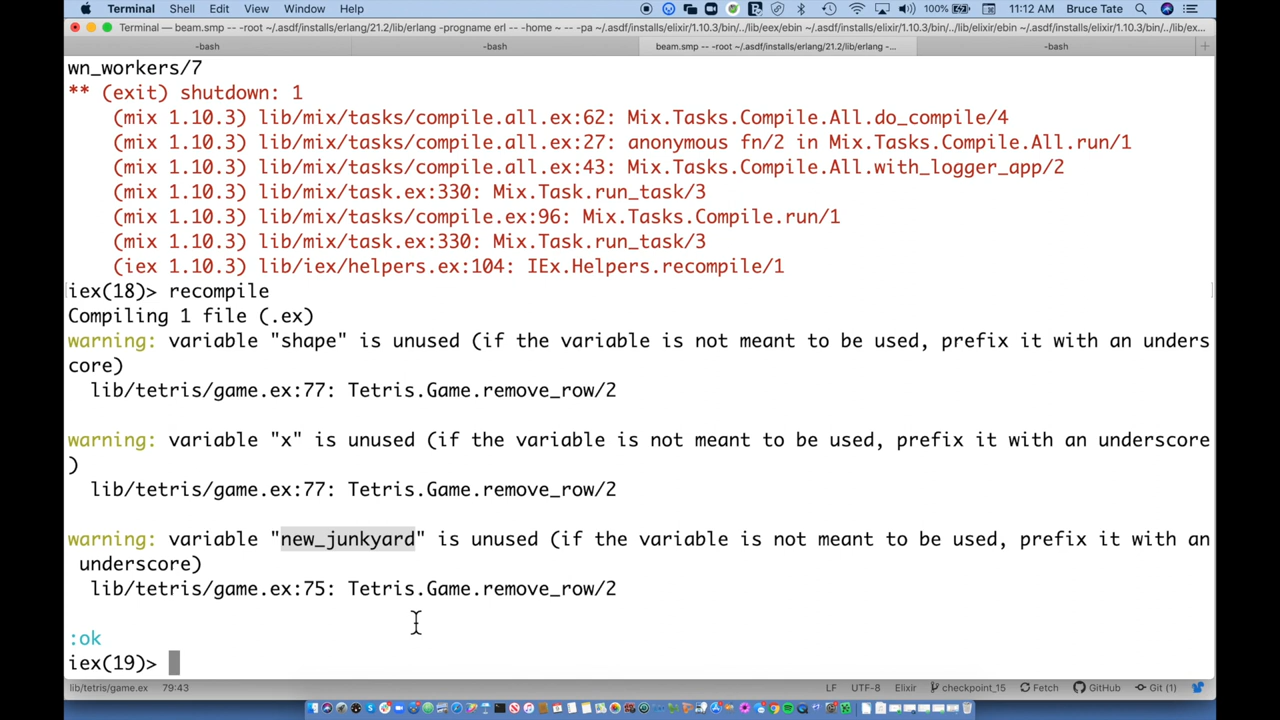 Terminal Shell Edit View Window Help 100% 11:12 AM Bruce Tate
Terminal — beam.smp -- -root ~/.asdf/installs/erlang/21.2/lib/erlang -progname erl -- -home ~ -- -pa ~/.asdf/installs/elixir/1.10.3/bin/../lib/eex/ebin ~/.asdf/installs/elixir/1.10.3/bin/../lib/ex...
-bash -bash beam.smp -- -root ~/.asdf/installs/erlang/21.2/lib/erlang -... -bash
wn_workers/7
** (exit) shutdown: 1
(mix 1.10.3) lib/mix/tasks/compile.all.ex:62: Mix.Tasks.Compile.All.do_compile/4
(mix 1.10.3) lib/mix/tasks/compile.all.ex:27: anonymous fn/2 in Mix.Tasks.Compile.All.run/1
(mix 1.10.3) lib/mix/tasks/compile.all.ex:43: Mix.Tasks.Compile.All.with_logger_app/2
(mix 1.10.3) lib/mix/task.ex:330: Mix.Task.run_task/3
(mix 1.10.3) lib/mix/tasks/compile.ex:96: Mix.Tasks.Compile.run/1
(mix 1.10.3) lib/mix/task.ex:330: Mix.Task.run_task/3
(iex 1.10.3) lib/iex/helpers.ex:104: IEx.Helpers.recompile/1
iex(18)> recompile
Compiling 1 file (.ex)
warning: variable "shape" is unused (if the variable is not meant to be used, prefix it with an unders
core)
lib/tetris/game.ex:77: Tetris.Game.remove_row/2
warning: variable "x" is unused (if the variable is not meant to be used, prefix it with an underscore
)
lib/tetris/game.ex:77: Tetris.Game.remove_row/2
warning: variable "new_junkyard" is unused (if the variable is not meant to be used, prefix it with an
underscore)
lib/tetris/game.ex:75: Tetris.Game.remove_row/2
:ok
iex(19)>
lib/tetris/game.ex 79:43 LF UTF-8 Elixir checkpoint_15 Fetch GitHub Git (1)